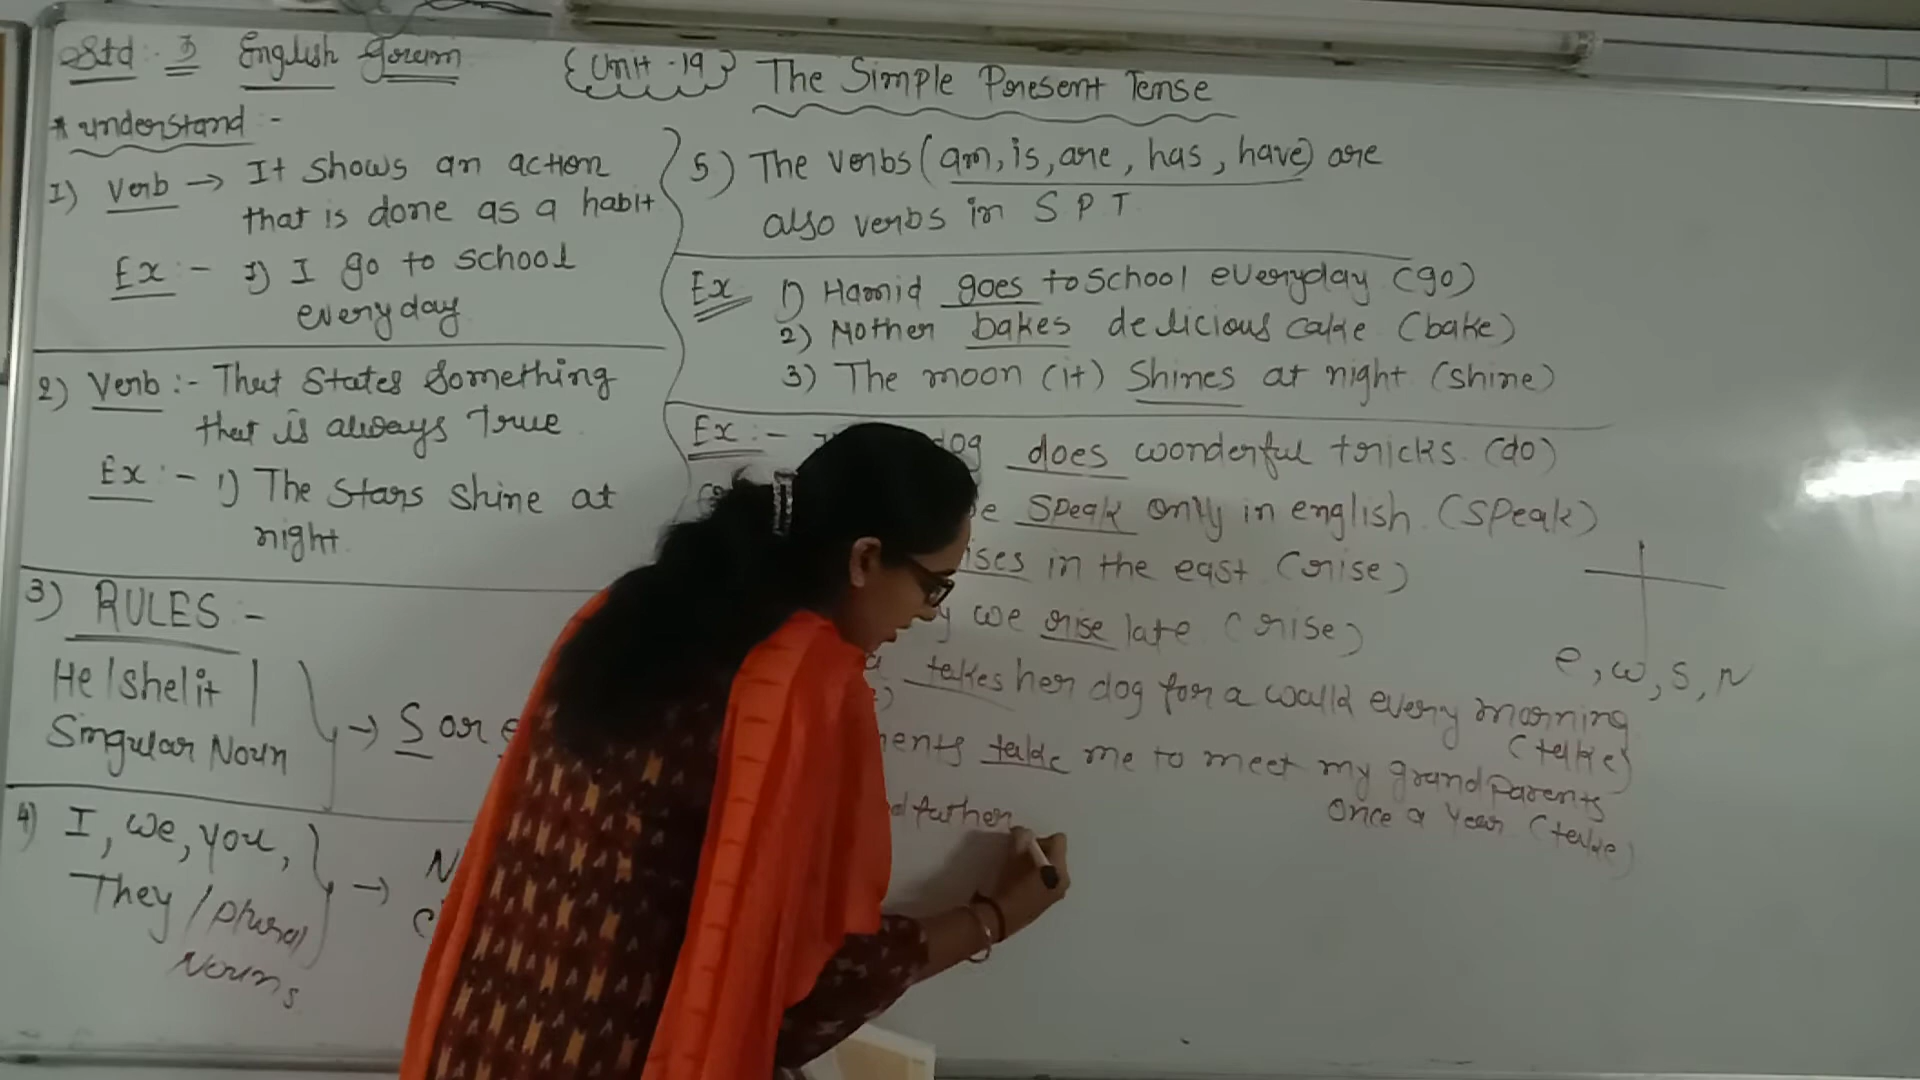 Std : 3 English Gram
{Unit - 19} The Simple Present Tense
* understand :-
1) Verb → It shows an action
that is done as a habit
Ex :- 1) I go to school
everyday
2) Verb :- That States Something
that is always True
Ex :- 1) The Stars shine at
night.
3) RULES :-
He/she/it
Singular Noun → S or
4) I, we, you,
They / plural
Nouns →
5) The verbs (am, is, are, has, have) are
also verbs in S P T
Ex 1) Hamid goes to School everyday (go)
2) Mother bakes delicious cake (bake)
3) The moon (it) Shines at night (shine)
Ex :- dog does wonderful tricks. (do)
speak only in english. (speak)
in the east (rise)
we rise late (rise)
takes her dog for a walk every morning
(take)
take me to meet my grandparents
once a year (take)
e, w, s, n